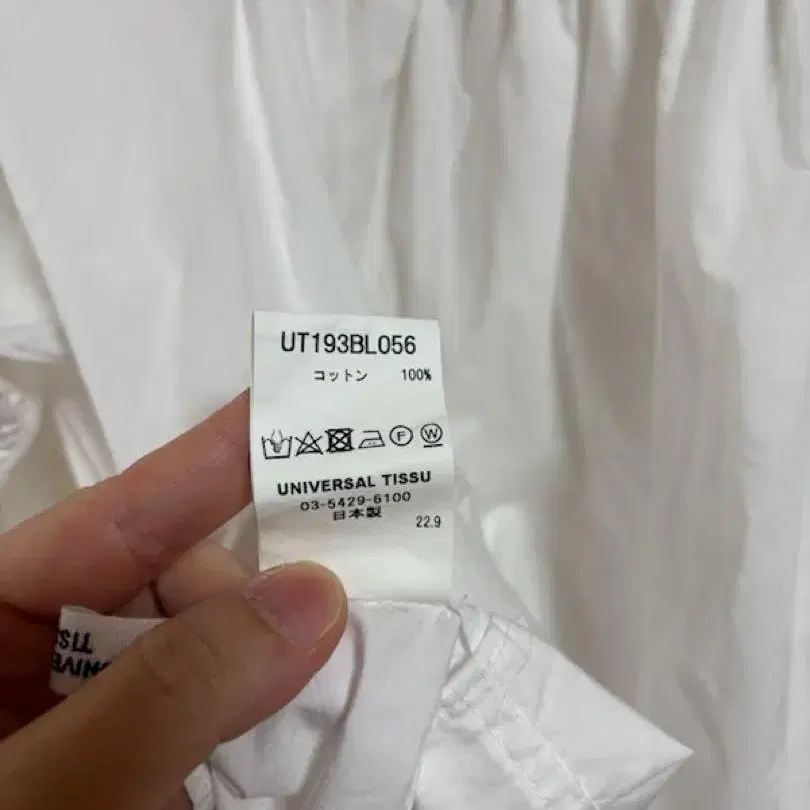 UT193BL056
コットン 100%
F W
UNIVERSAL TISSU
03-5429-6100
日本製
22.9